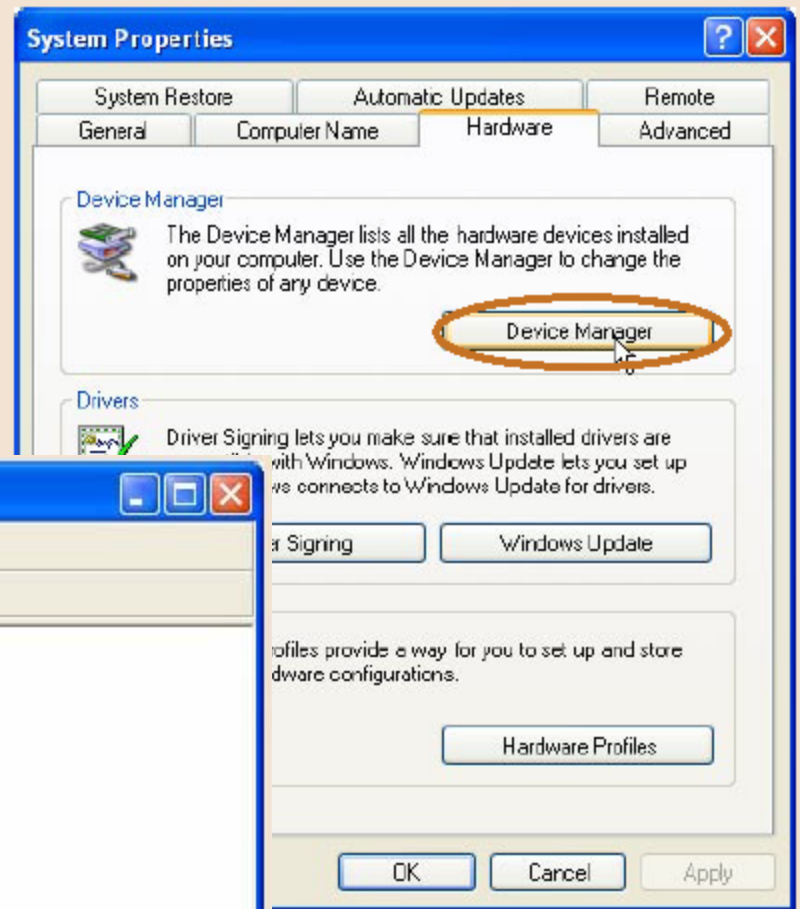 System Properties
System Restore Automatic Updates Remote
General Computer Name Hardware Advanced
Device Manager
The Device Manager lists all the hardware devices installed
on your computer. Use the Device Manager to change the
properties of any device.
Device Manager
Drivers
Driver Signing lets you make sure that installed drivers are
with Windows. Windows Update lets you set up
connects to Windows Update for drivers.
Signing Windows Update
provide a way for you to set up and store
configurations.
Hardware Profiles
OK Cancel Apply